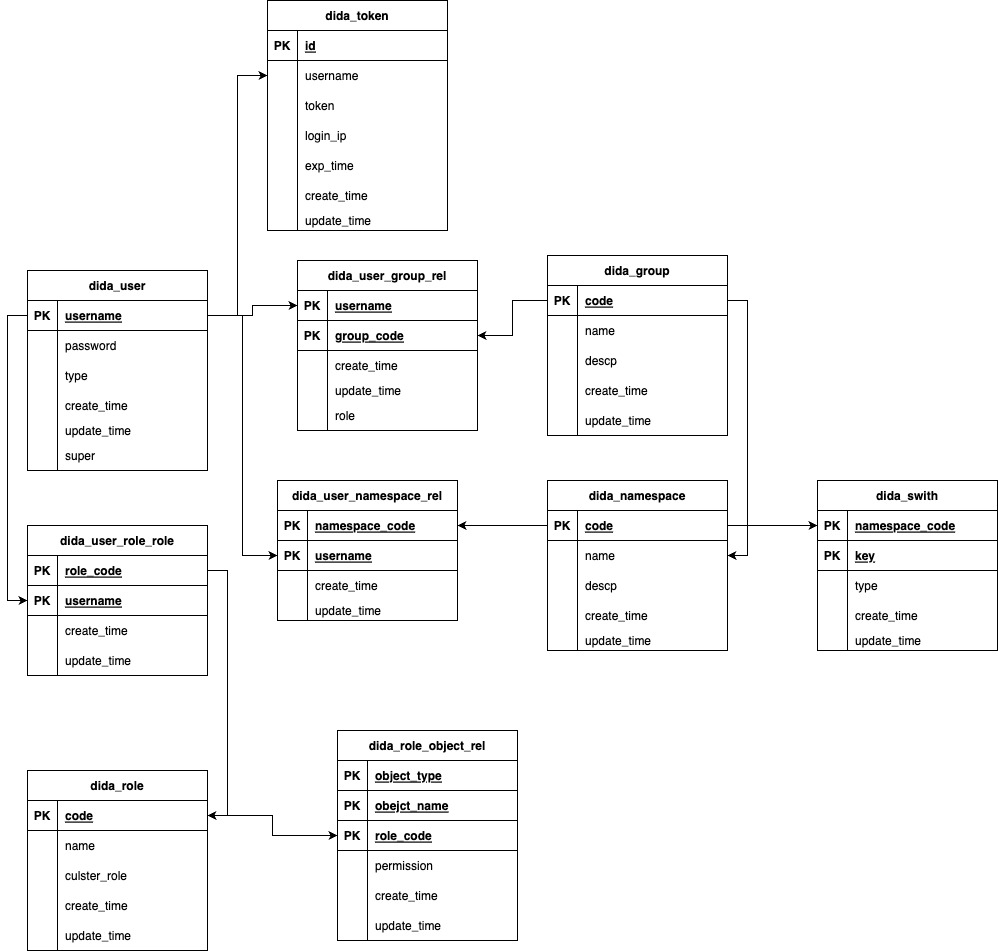 dida_token
PK id
username
token
login_ip
exp_time
create_time
update_time
dida_user
PK username
password
type
create_time
update_time
super
dida_user_group_rel
PK username
PK group_code
create_time
update_time
role
dida_group
PK code
name
descp
create_time
update_time
dida_user_namespace_rel
PK namespace_code
PK username
create_time
update_time
dida_namespace
PK code
name
descp
create_time
update_time
dida_swith
PK namespace_code
PK key
type
create_time
update_time
dida_user_role_role
PK role_code
PK username
create_time
update_time
dida_role
PK code
name
culster_role
create_time
update_time
dida_role_object_rel
PK object_type
PK obejct_name
PK role_code
permission
create_time
update_time